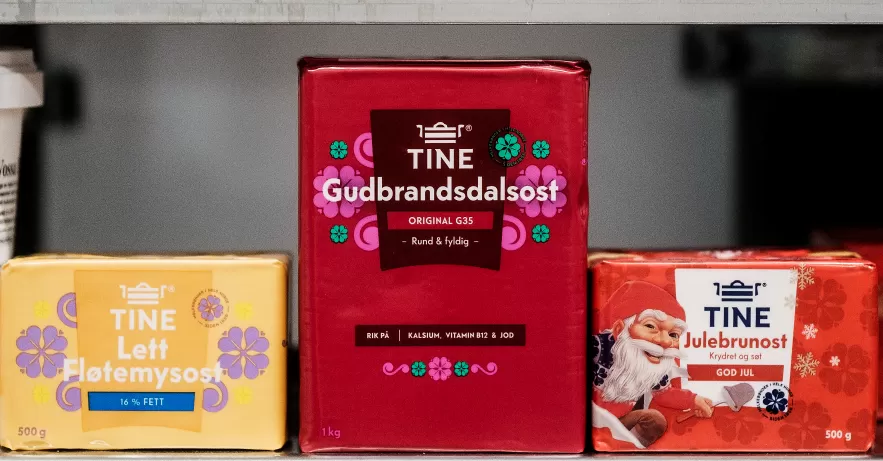 TINE
Lett
Fløtemysost
16 % FETT
500 g
TINE
Gudbrandsdalsost
ORIGINAL G35
– Rund & fyldig –
RIK PÅ | KALSIUM, VITAMIN B12 & JOD
1 kg
TINE
Julebrunost
Krydret og søt
GOD JUL
500 g